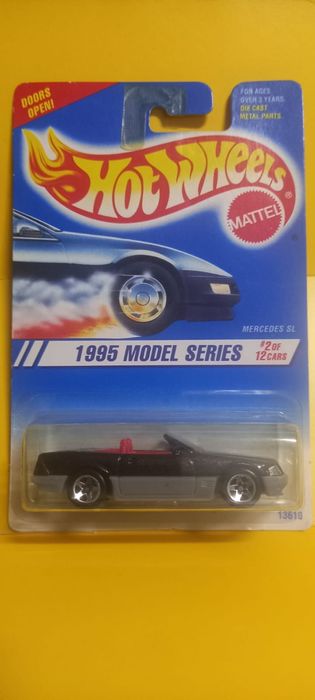 DOORS
OPEN!
FOR AGES
OVER 3 YEARS.
DIE CAST
METAL PARTS.
Hot Wheels®
MATTEL
MERCEDES SL
1995 MODEL SERIES
#2 OF
12 CARS
13610